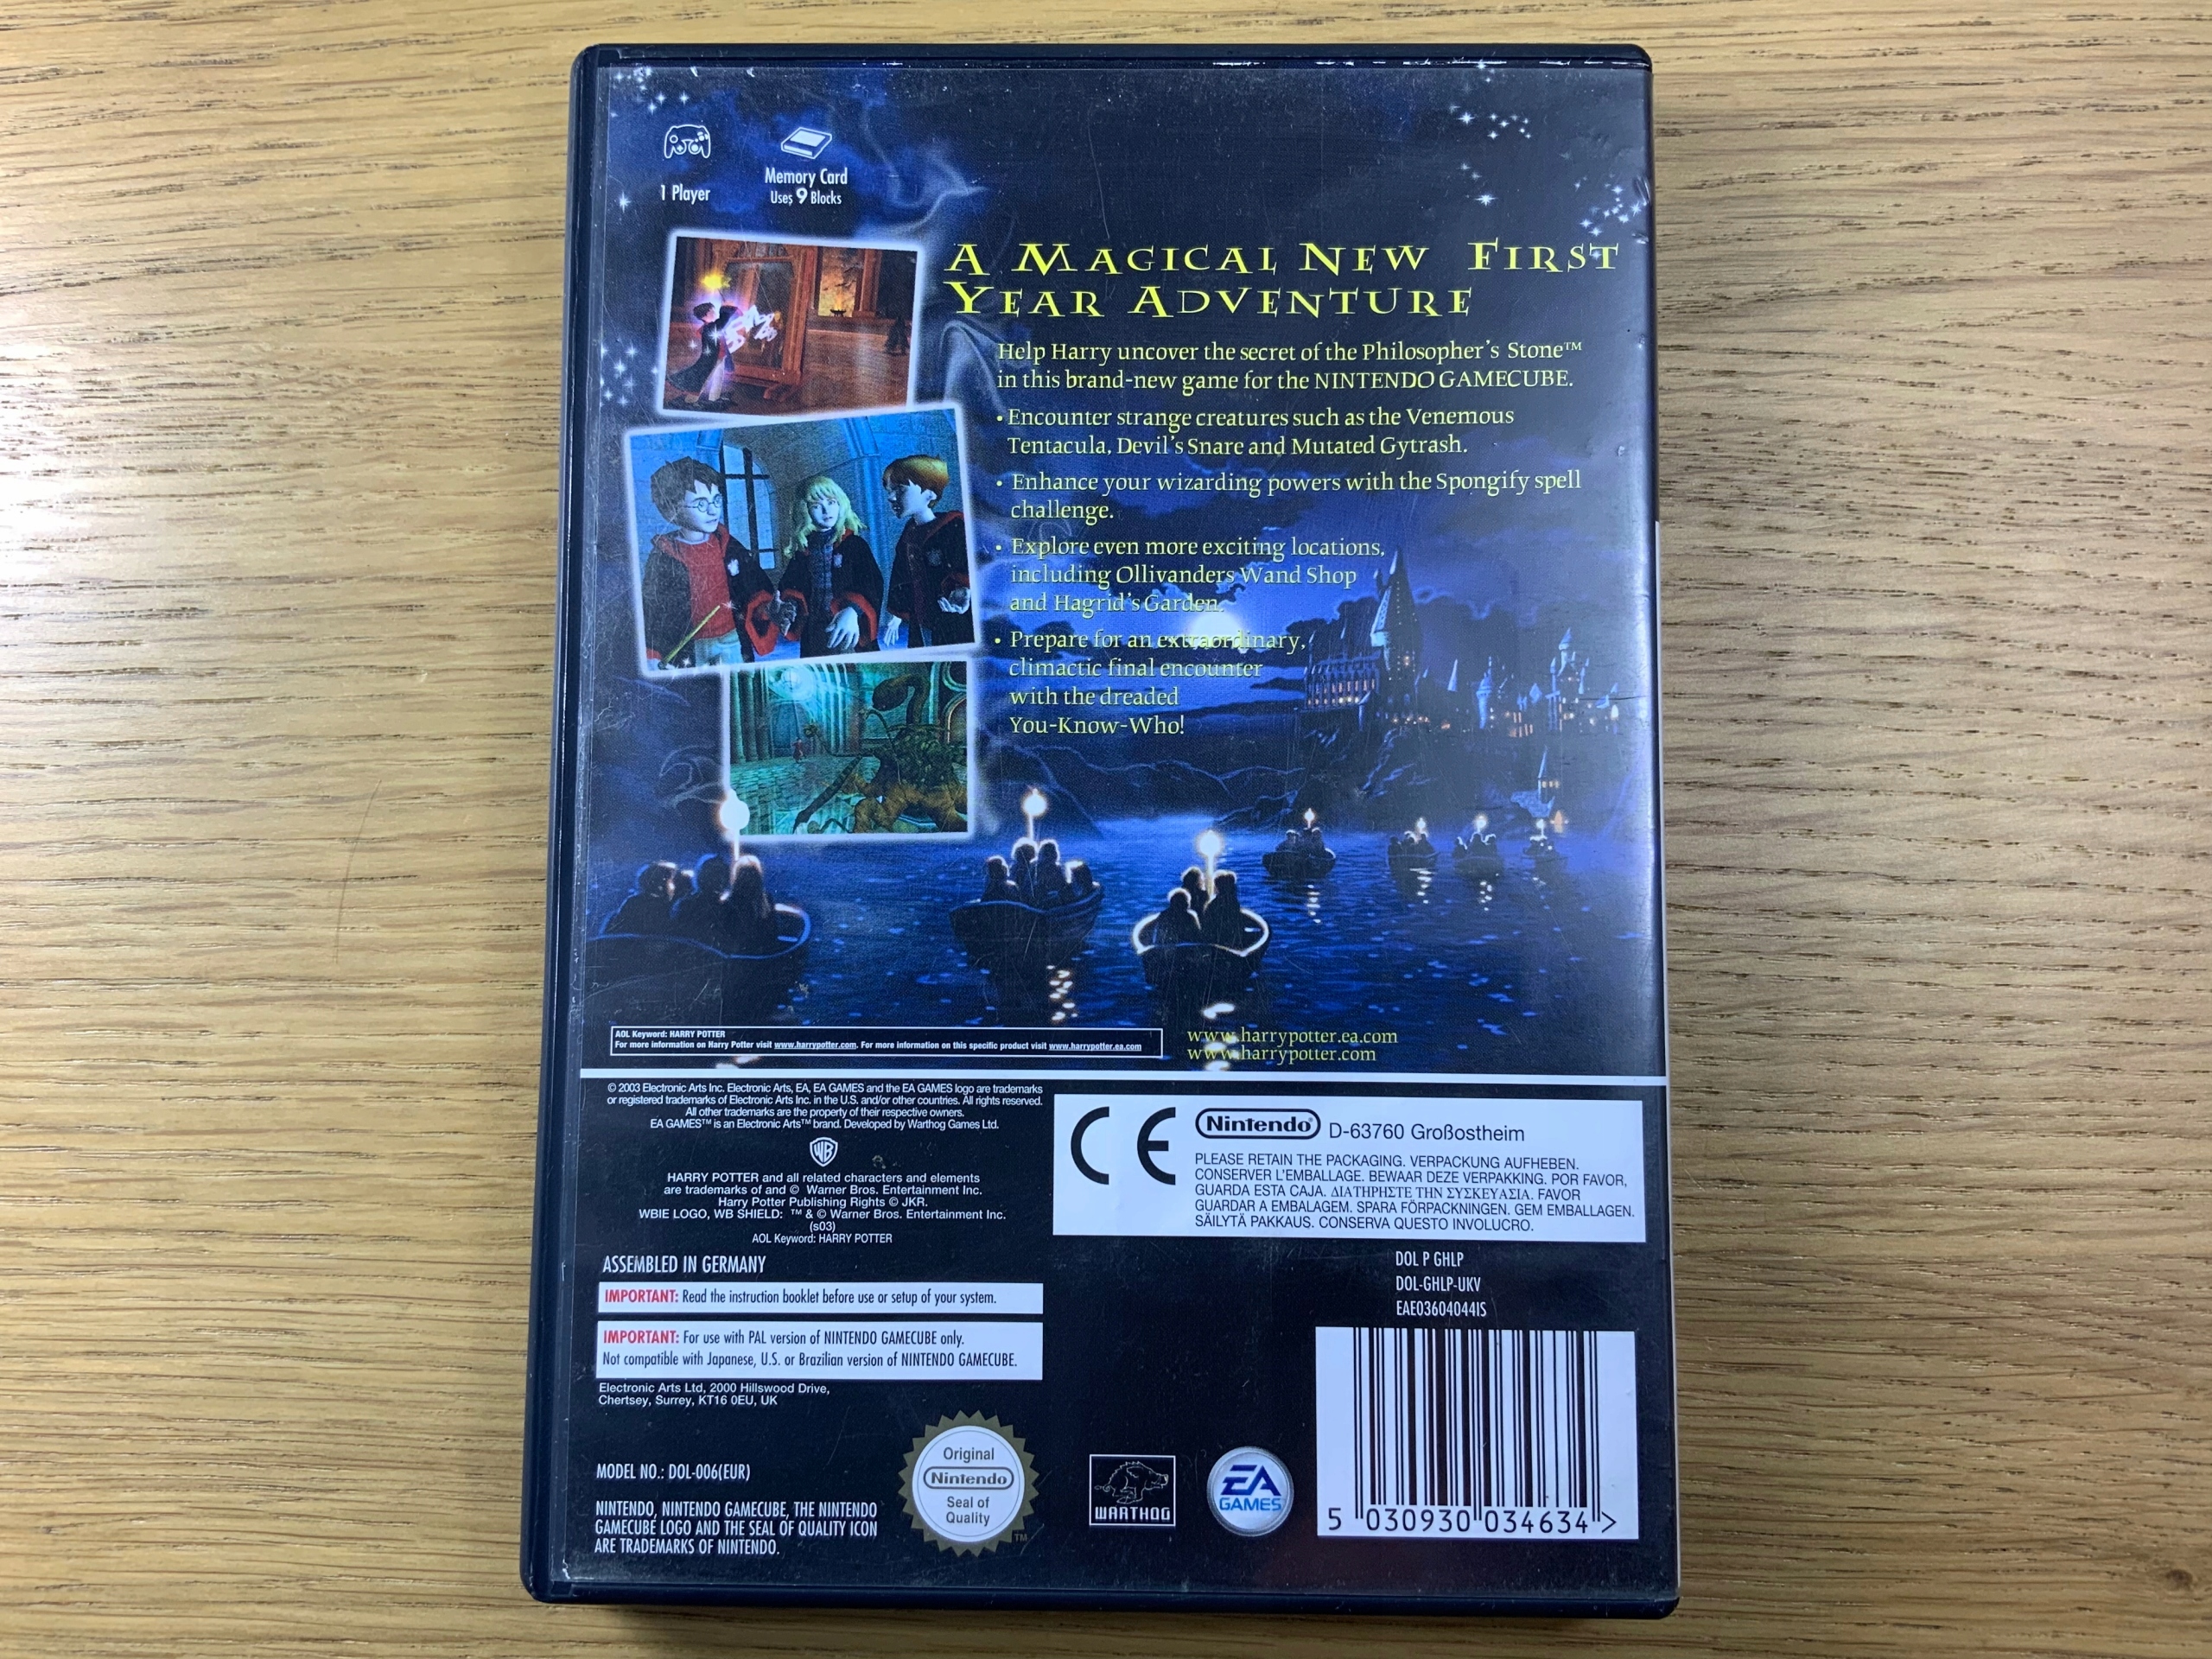 1 Player
Memory Card
Uses 9 Blocks
A MAGICAL NEW FIRST
YEAR ADVENTURE
Help Harry uncover the secret of the Philosopher's Stone™
in this brand-new game for the NINTENDO GAMECUBE.
• Encounter strange creatures such as the Venemous
Tentacula, Devil's Snare and Mutated Gytrash.
• Enhance your wizarding powers with the Spongify spell
challenge.
• Explore even more exciting locations,
including Ollivanders Wand Shop
and Hagrid's Garden.
• Prepare for an extraordinary,
climactic final encounter
with the dreaded
You-Know-Who!
AOL Keyword: HARRY POTTER
For more information on Harry Potter visit www.harrypotter.com. For more information on this specific product visit www.harrypotter.ea.com
www.harrypotter.ea.com
www.harrypotter.com
© 2003 Electronic Arts Inc. Electronic Arts, EA, EA GAMES and the EA GAMES logo are trademarks
or registered trademarks of Electronic Arts Inc. in the U.S. and/or other countries. All rights reserved.
All other trademarks are the property of their respective owners.
EA GAMES™ is an Electronic Arts™ brand. Developed by Warthog Games Ltd.
WB
HARRY POTTER and all related characters and elements
are trademarks of and © Warner Bros. Entertainment Inc.
Harry Potter Publishing Rights © JKR.
WBIE LOGO, WB SHIELD: ™ & © Warner Bros. Entertainment Inc.
(s03)
AOL Keyword: HARRY POTTER
CE
Nintendo® D-63760 Großostheim
PLEASE RETAIN THE PACKAGING. VERPACKUNG AUFHEBEN.
CONSERVER L'EMBALLAGE. BEWAAR DEZE VERPAKKING. POR FAVOR,
GUARDA ESTA CAJA. ΔΙΑΤΗΡΗΣΤΕ ΤΗΝ ΣΥΣΚΕΥΑΣΙΑ. FAVOR
GUARDAR A EMBALAGEM. SPARA FÖRPACKNINGEN. GEM EMBALLAGEN.
SÄILYTÄ PAKKAUS. CONSERVA QUESTO INVOLUCRO.
ASSEMBLED IN GERMANY
IMPORTANT: Read the instruction booklet before use or setup of your system.
IMPORTANT: For use with PAL version of NINTENDO GAMECUBE only.
Not compatible with Japanese, U.S. or Brazilian version of NINTENDO GAMECUBE.
Electronic Arts Ltd, 2000 Hillswood Drive,
Chertsey, Surrey, KT16 0EU, UK
DOL P GHLP
DOL-GHLP-UKV
EAE03604044IS
MODEL NO.: DOL-006(EUR)
NINTENDO, NINTENDO GAMECUBE, THE NINTENDO
GAMECUBE LOGO AND THE SEAL OF QUALITY ICON
ARE TRADEMARKS OF NINTENDO.
Original
Nintendo
Seal of
Quality
TM
WARTHOG
EA
GAMES
5 030930 034634 >